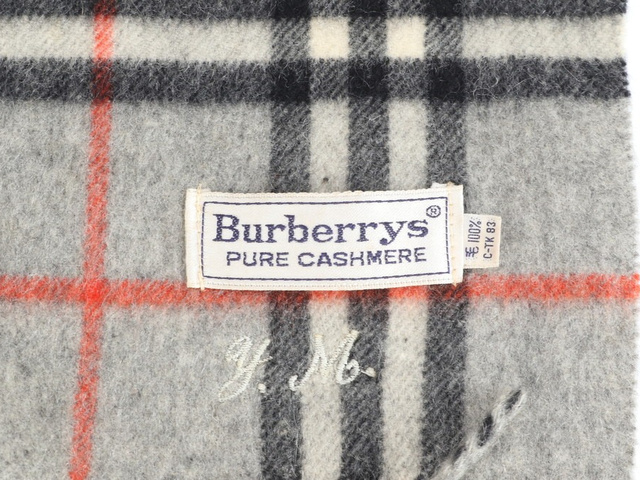 Burberrys®
PURE CASHMERE
毛 100%
C-TK 83
Y. M.